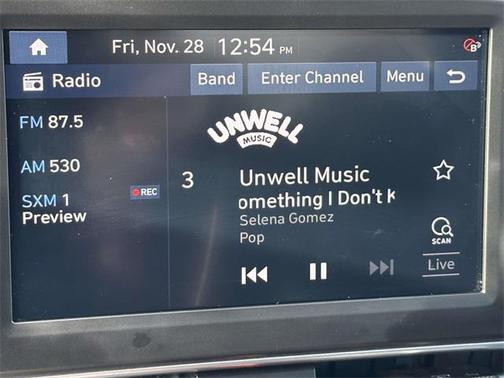 Fri, Nov. 28 12:54 PM
B
Radio Band Enter Channel Menu
FM 87.5
AM 530
SXM 1
Preview
REC
UNWELL
MUSIC
3 Unwell Music
omething I Don't K
Selena Gomez
Pop
SCAN
Live